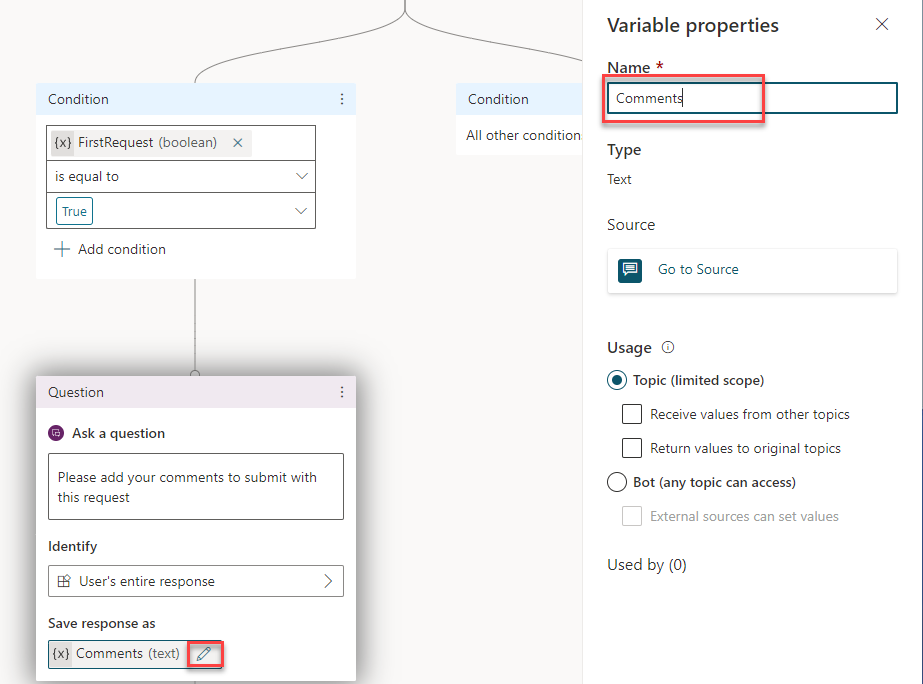 Condition
{x} FirstRequest (boolean)
is equal to
True
Add condition
Condition
All other condition
Question
Ask a question
Please add your comments to submit with
this request
Identify
User's entire response
Save response as
{x} Comments (text)
Variable properties
Name *
Comments
Type
Text
Source
Go to Source
Usage
Topic (limited scope)
Receive values from other topics
Return values to original topics
Bot (any topic can access)
External sources can set values
Used by (0)